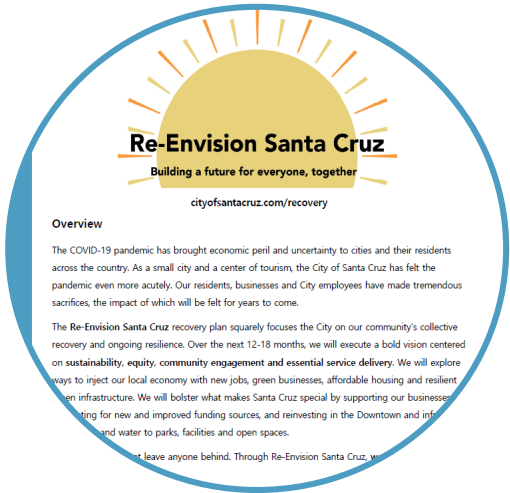 Re-Envision Santa Cruz
Building a future for everyone, together
cityofsantacruz.com/recovery
Overview
The COVID-19 pandemic has brought economic peril and uncertainty to cities and their residents
across the country. As a small city and a center of tourism, the City of Santa Cruz has felt the
pandemic even more acutely. Our residents, businesses and City employees have made tremendous
sacrifices, the impact of which will be felt for years to come.
The Re-Envision Santa Cruz recovery plan squarely focuses the City on our community's collective
recovery and ongoing resilience. Over the next 12-18 months, we will execute a bold vision centered
on sustainability, equity, community engagement and essential service delivery. We will explore
ways to inject our local economy with new jobs, green businesses, affordable housing and resilient
infrastructure. We will bolster what makes Santa Cruz special by supporting our businesses
for new and improved funding sources, and reinvesting in the Downtown and
and water to parks, facilities and open spaces.
leave anyone behind. Through Re-Envision Santa Cruz,